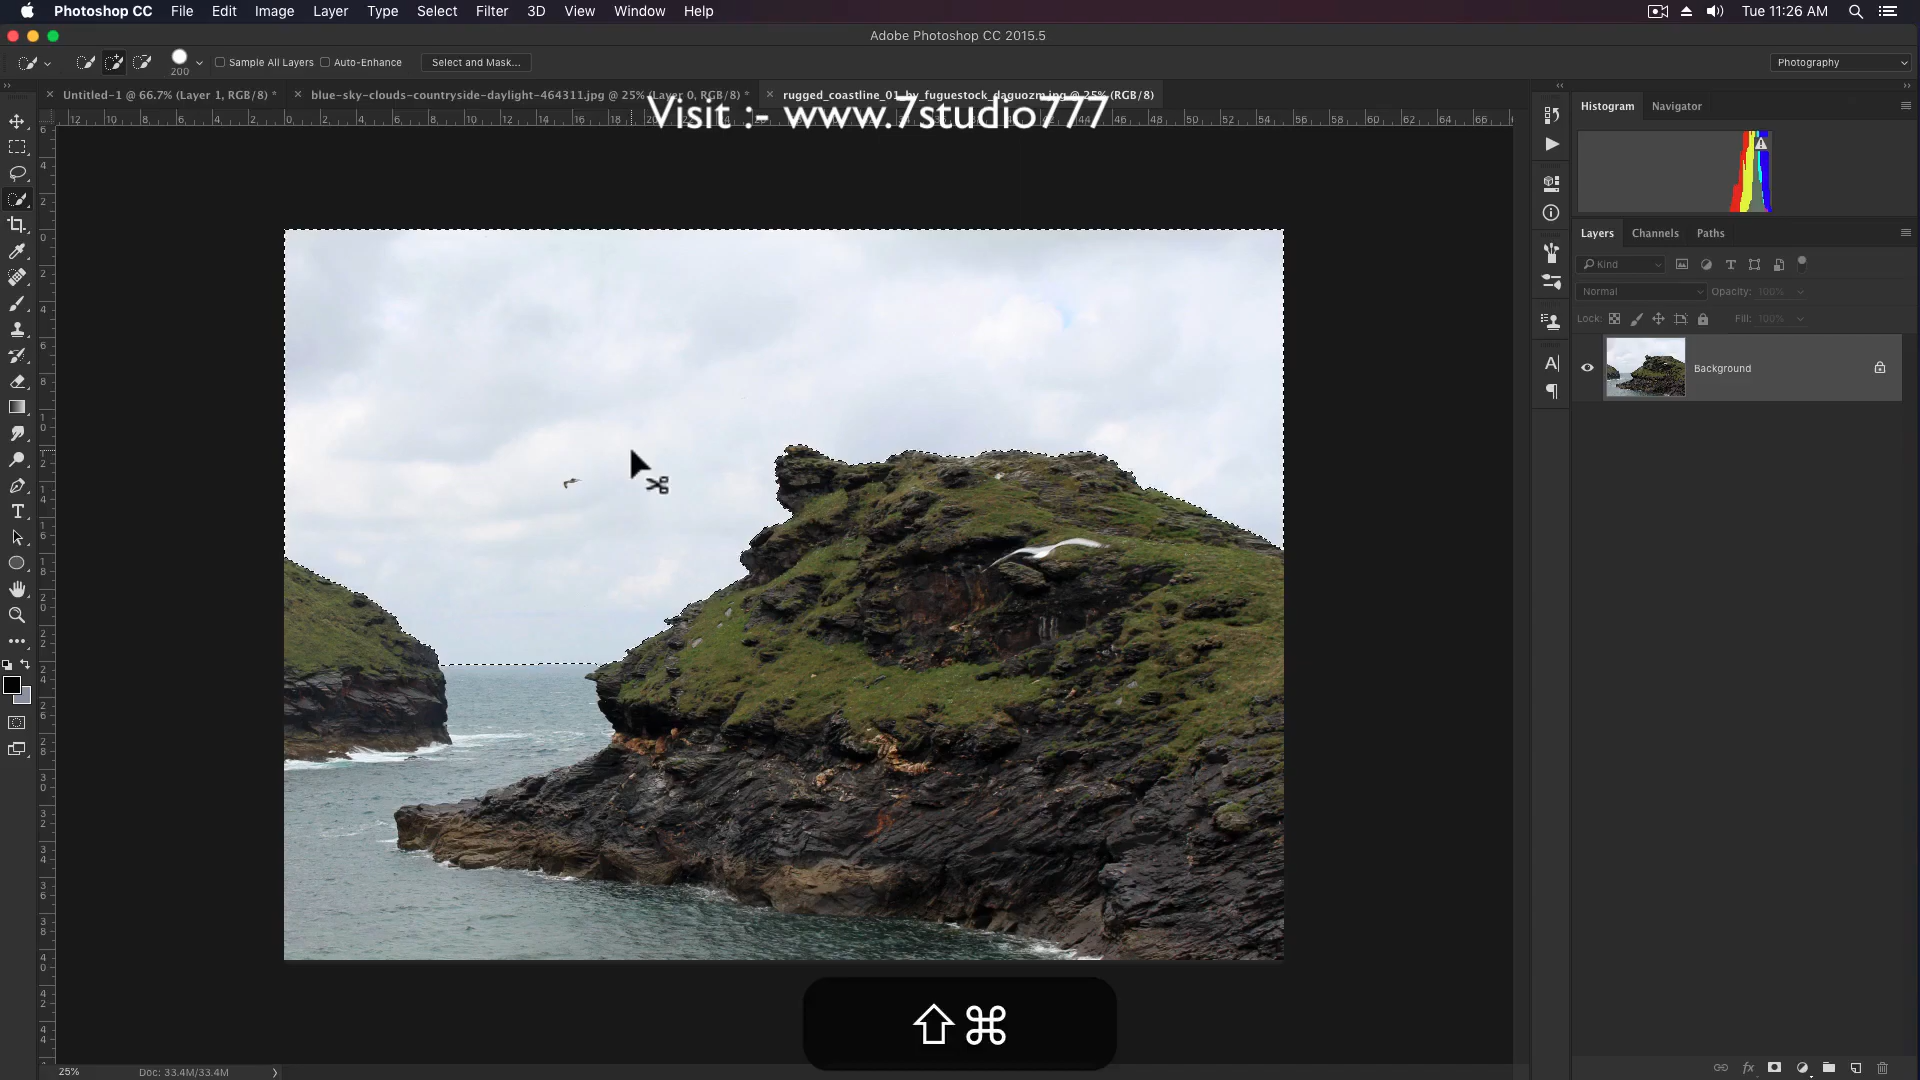 Photoshop CC File Edit Image Layer Type Select Filter 3D View Window Help Tue 11:26 AM
Adobe Photoshop CC 2015.5
200 Sample All Layers Auto-Enhance Select and Mask... Photography
Untitled-1 @ 66.7% (Layer 1, RGB/8) * blue-sky-clouds-countryside-daylight-464311.jpg @ 25% (Layer 0, RGB/8) * rugged_coastline_01_by_fuguestock_daguozm.jpg @ 25% (RGB/8)
Visit :- www.7studio777
Histogram Navigator
Layers Channels Paths
Kind
Normal Opacity: 100%
Lock: Fill: 100%
Background
⇧⌘
25% Doc: 33.4M/33.4M